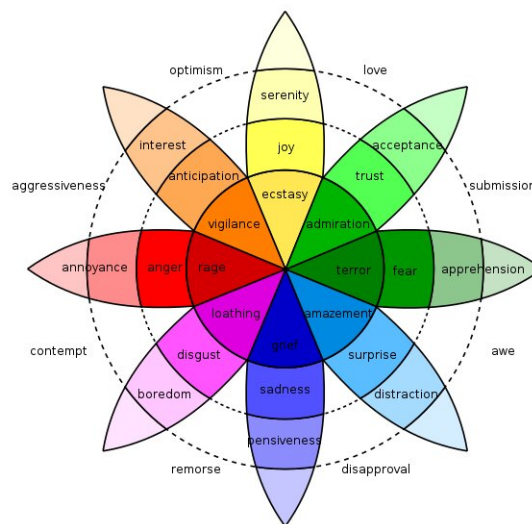 optimism
love
serenity
interest
acceptance
joy
anticipation
trust
aggressiveness
submission
ecstasy
vigilance
admiration
annoyance
anger
rage
terror
fear
apprehension
loathing
amazement
grief
contempt
disgust
surprise
awe
boredom
sadness
distraction
pensiveness
remorse
disapproval